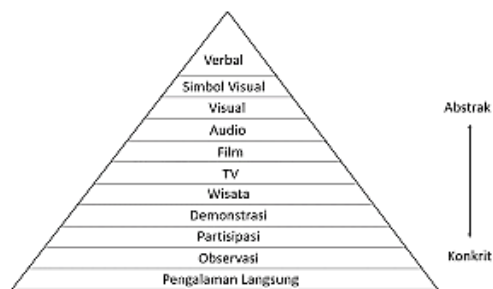 Verbal
Simbol Visual
Visual
Audio
Film
TV
Wisata
Demonstrasi
Partisipasi
Observasi
Pengalaman Langsung
Abstrak
Konkrit